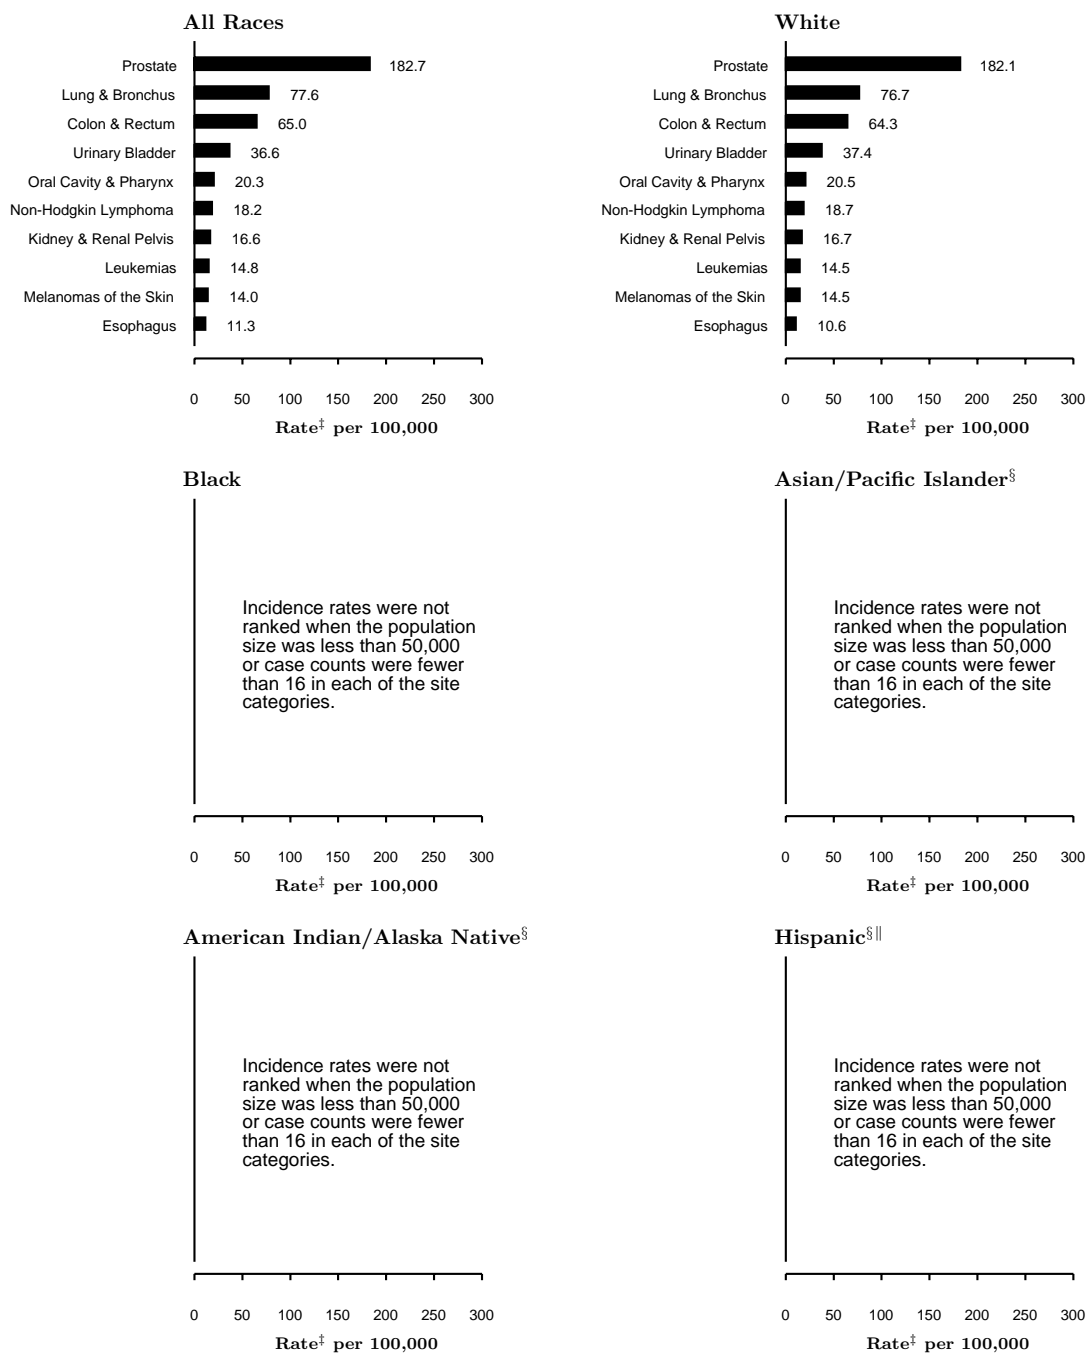 All Races
Prostate 182.7
Lung & Bronchus 77.6
Colon & Rectum 65.0
Urinary Bladder 36.6
Oral Cavity & Pharynx 20.3
Non-Hodgkin Lymphoma 18.2
Kidney & Renal Pelvis 16.6
Leukemias 14.8
Melanomas of the Skin 14.0
Esophagus 11.3
0 50 100 150 200 250 300
Rate‡ per 100,000
White
Prostate 182.1
Lung & Bronchus 76.7
Colon & Rectum 64.3
Urinary Bladder 37.4
Oral Cavity & Pharynx 20.5
Non-Hodgkin Lymphoma 18.7
Kidney & Renal Pelvis 16.7
Leukemias 14.5
Melanomas of the Skin 14.5
Esophagus 10.6
0 50 100 150 200 250 300
Rate‡ per 100,000
Black
Incidence rates were not
ranked when the population
size was less than 50,000
or case counts were fewer
than 16 in each of the site
categories.
0 50 100 150 200 250 300
Rate‡ per 100,000
Asian/Pacific Islander§
Incidence rates were not
ranked when the population
size was less than 50,000
or case counts were fewer
than 16 in each of the site
categories.
0 50 100 150 200 250 300
Rate‡ per 100,000
American Indian/Alaska Native§
Incidence rates were not
ranked when the population
size was less than 50,000
or case counts were fewer
than 16 in each of the site
categories.
0 50 100 150 200 250 300
Rate‡ per 100,000
Hispanic§‖
Incidence rates were not
ranked when the population
size was less than 50,000
or case counts were fewer
than 16 in each of the site
categories.
0 50 100 150 200 250 300
Rate‡ per 100,000